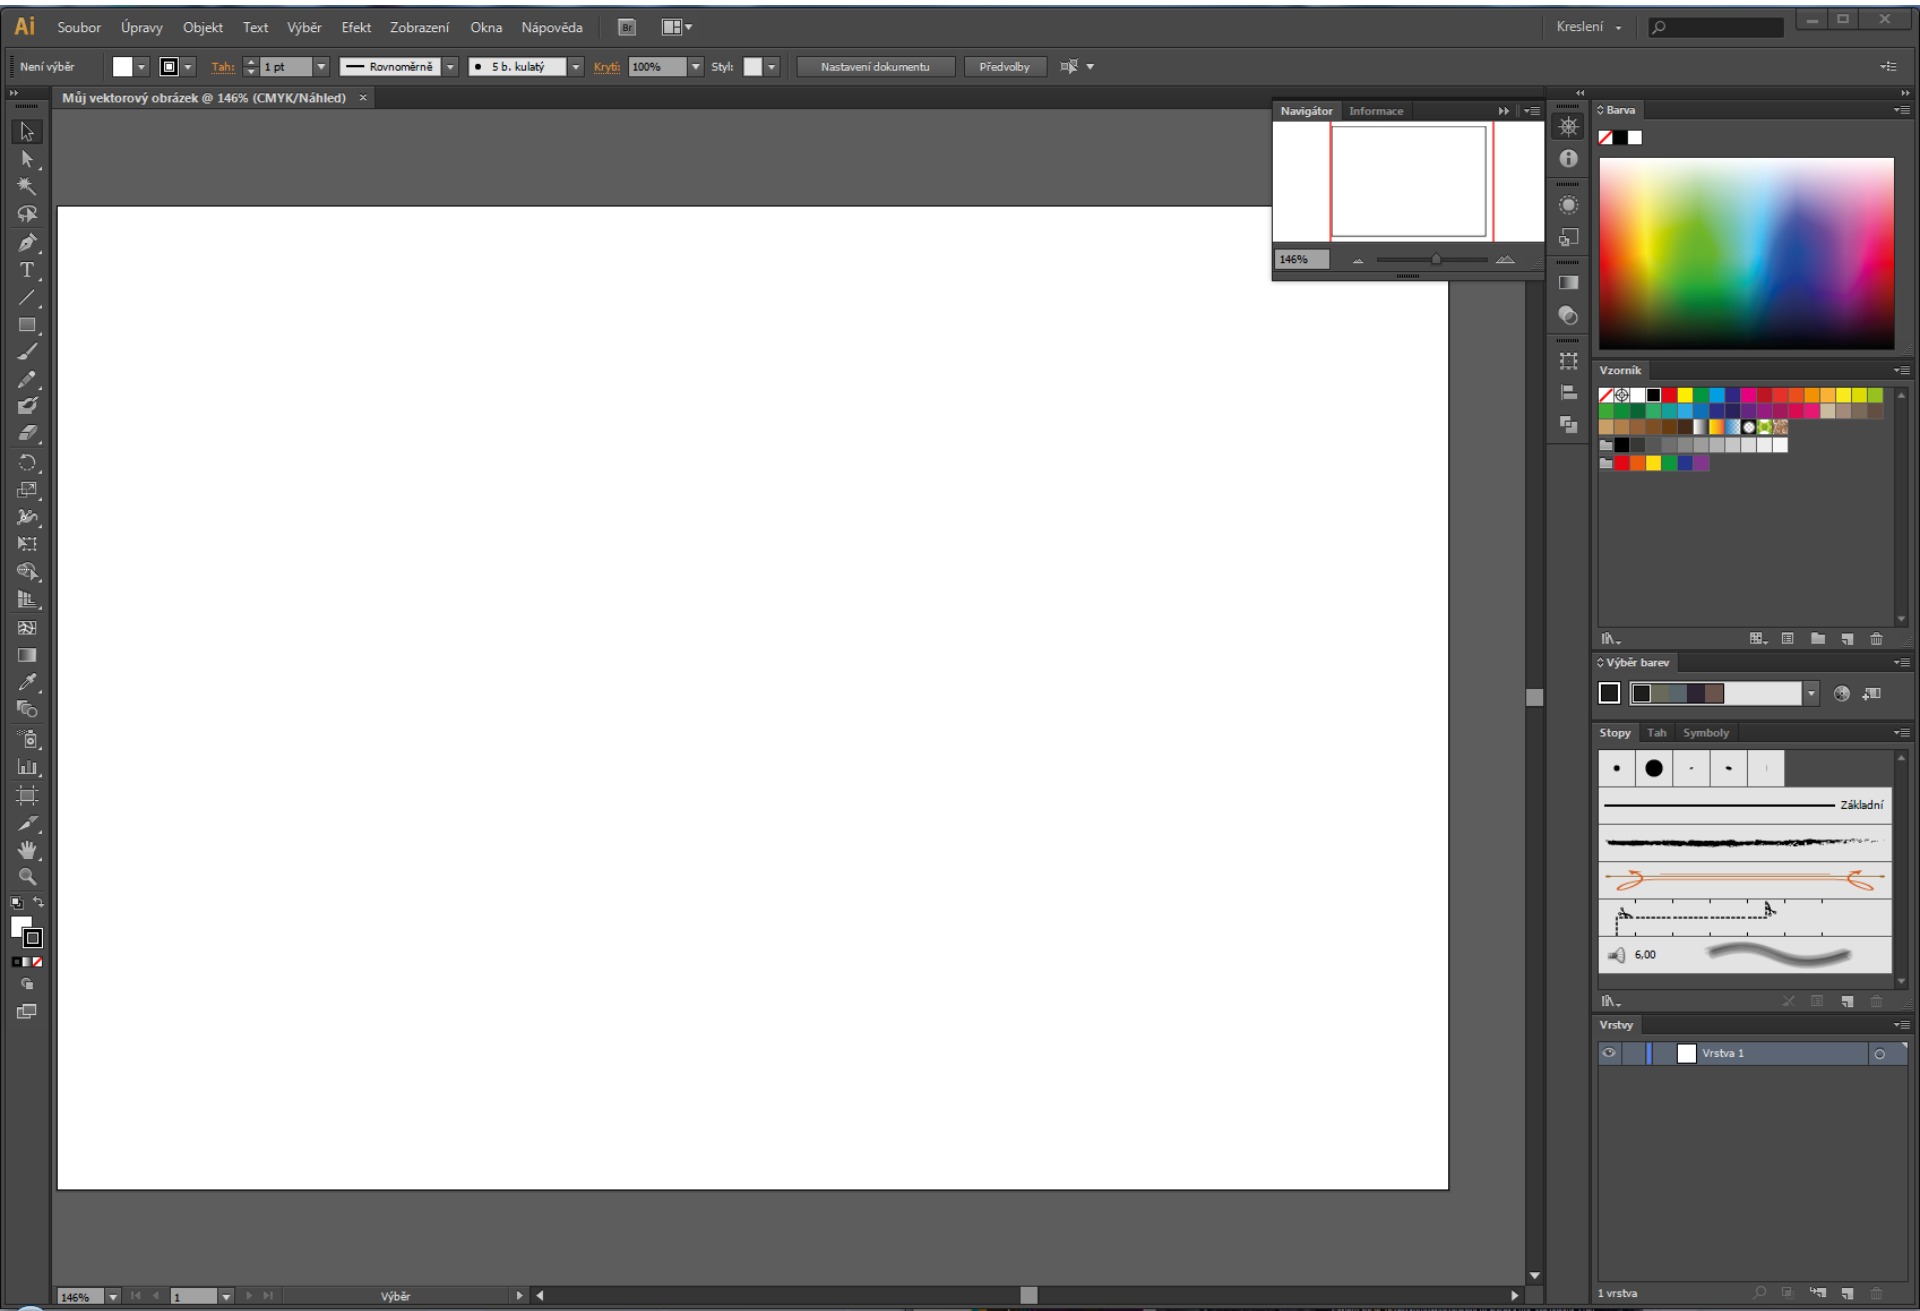 Ai Soubor Úpravy Objekt Text Výběr Efekt Zobrazení Okna Nápověda Br Kreslení
Není výběr Tah: 1 pt Rovnoměrně 5 b. kulatý Krytí: 100% Styl: Nastavení dokumentu Předvolby
Můj vektorový obrázek @ 146% (CMYK/Náhled) ×
Navigátor Informace
146%
Barva
Vzorník
Výběr barev
Stopy Tah Symboly
Základní
6,00
Vrstvy
Vrstva 1
1 vrstva
146% 1 Výběr